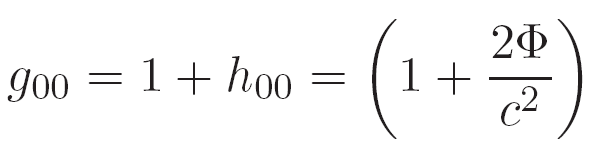 g₀₀ = 1 + h₀₀ = (1 + 2Φ/c²)